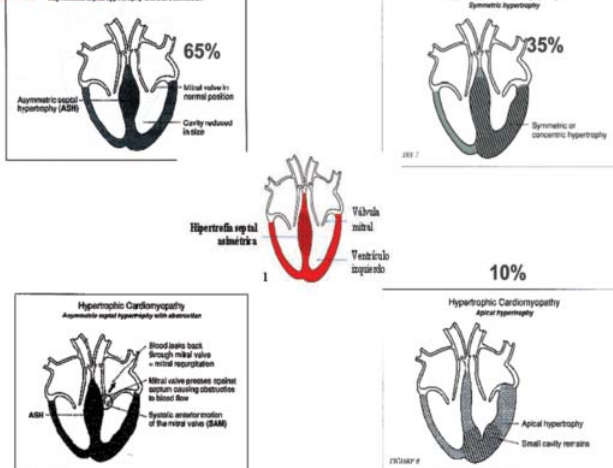 Symmetric hypertrophy
65%
Mitral valve in
normal position
Asymmetric septal
hypertrophy (ASH)
Cavity reduced
in size
35%
Symmetric or
concentric hypertrophy
Hipertrofia septal
asimétrica
Válvula
mitral
Ventrículo
izquierdo
1
10%
Hypertrophic Cardiomyopathy
Asymmetric septal hypertrophy with obstruction
Blood leaks back
through mitral valve
= mitral regurgitation
Mitral valve presses against
septum causing obstruction
to blood flow
ASH
Systolic anterior motion
of the mitral valve (SAM)
Hypertrophic Cardiomyopathy
Apical hypertrophy
Apical hypertrophy
Small cavity remains
FIGURE 8